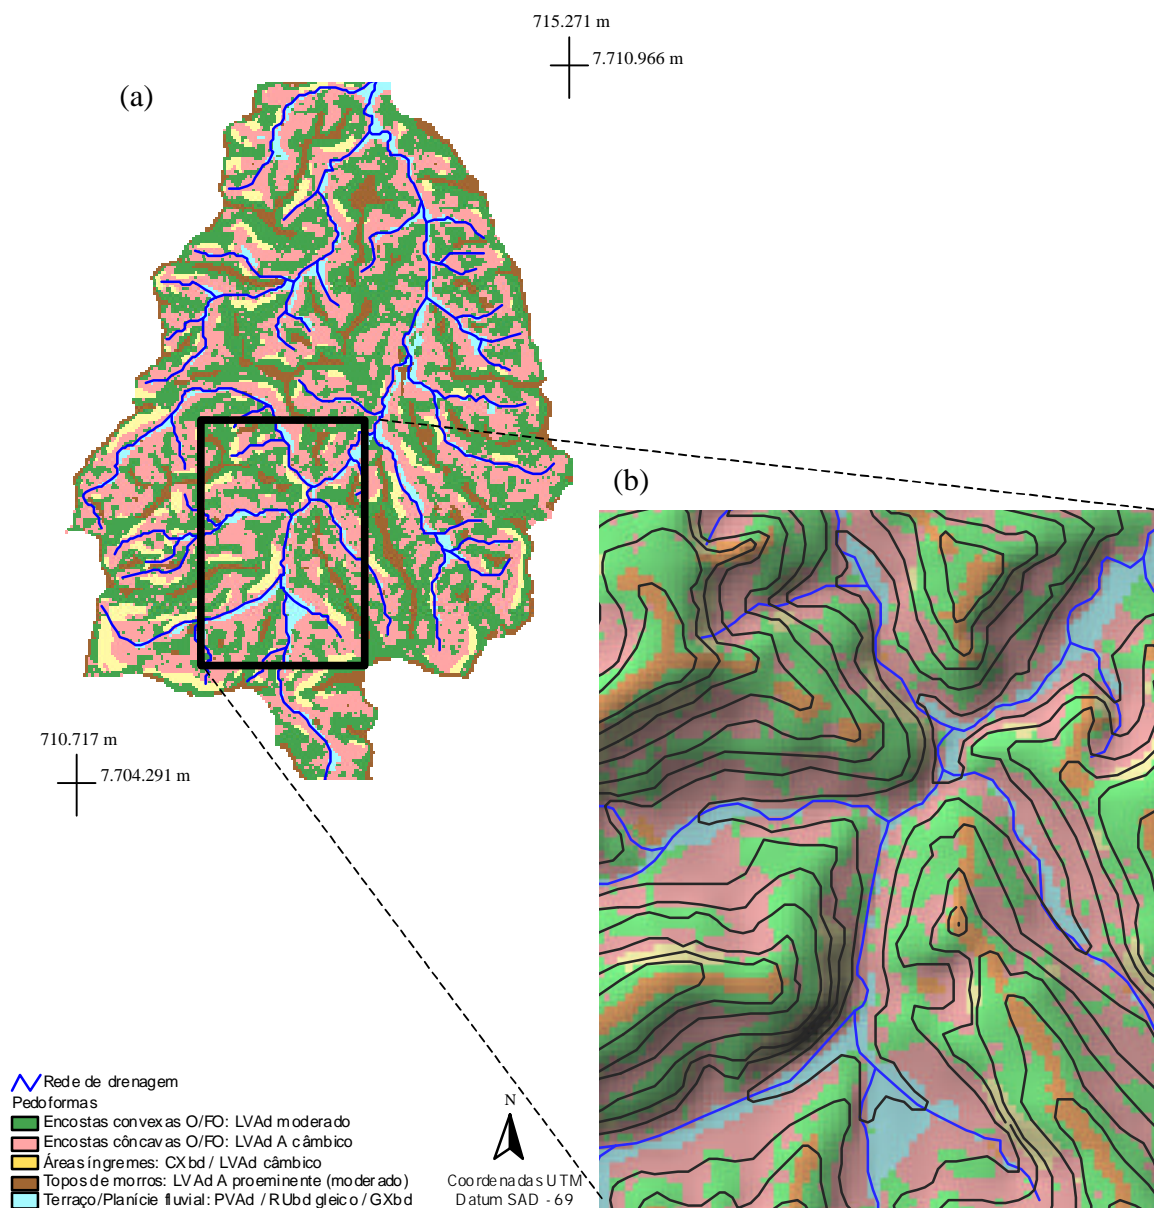 715.271 m
7.710.966 m
(a)
(b)
710.717 m
7.704.291 m
Rede de drenagem
Pedoformas
Encostas convexas O/FO: LVAd moderado
Encostas côncavas O/FO: LVAd A câmbico
Áreas íngremes: CXbd / LVAd câmbico
Topos de morros: LVAd A proeminente (moderado)
Terraço/Planície fluvial: PVAd / RUbd gleico / GXbd
N
Coordenadas UTM
Datum SAD - 69